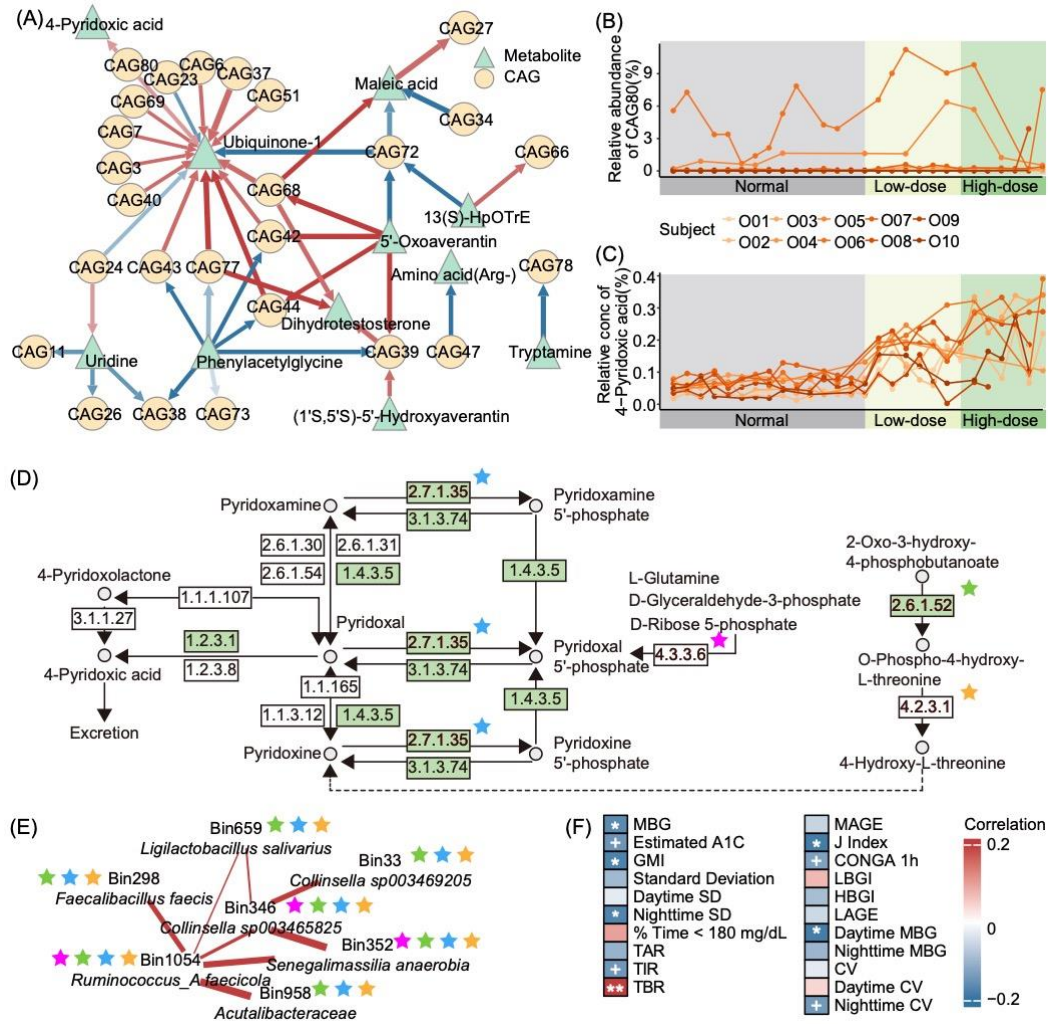 (A)
4-Pyridoxic acid
CAG80
CAG23
CAG6
CAG37
CAG69
CAG51
CAG7
CAG3
CAG40
Ubiquinone-1
CAG27
Metabolite
CAG
Maleic acid
CAG34
CAG72
CAG66
CAG68
13(S)-HpOTrE
CAG42
5'-Oxoaverantin
CAG24
CAG43
CAG77
Amino acid(Arg-)
CAG78
CAG44
Dihydrotestosterone
CAG11
Uridine
Phenylacetylglycine
CAG39
CAG47
Tryptamine
CAG26
CAG38
CAG73
(1'S,5'S)-5'-Hydroxyaverantin
(B)
Relative abundance
of CAG80(%)
9
6
3
0
Normal
Low-dose
High-dose
Subject
O01
O03
O05
O07
O09
O02
O04
O06
O08
O10
(C)
Relative conc of
4−Pyridoxic acid(%)
0.4
0.3
0.2
0.1
0.0
Normal
Low-dose
High-dose
(D)
Pyridoxamine
2.7.1.35
3.1.3.74
Pyridoxamine
5'-phosphate
2.6.1.30
2.6.1.31
2.6.1.54
1.4.3.5
1.4.3.5
4-Pyridoxolactone
1.1.1.107
3.1.1.27
Pyridoxal
1.2.3.1
1.2.3.8
2.7.1.35
3.1.3.74
Pyridoxal
5'-phosphate
4-Pyridoxic acid
Excretion
1.1.165
1.1.3.12
1.4.3.5
1.4.3.5
Pyridoxine
2.7.1.35
3.1.3.74
Pyridoxine
5'-phosphate
L-Glutamine
D-Glyceraldehyde-3-phosphate
D-Ribose 5-phosphate
4.3.3.6
2-Oxo-3-hydroxy-
4-phosphobutanoate
2.6.1.52
O-Phospho-4-hydroxy-
L-threonine
4.2.3.1
4-Hydroxy-L-threonine
(E)
Bin659
Ligilactobacillus salivarius
Bin33
Collinsella sp003469205
Bin298
Faecalibacillus faecis
Bin346
Collinsella sp003465825
Bin352
Senegalimassilia anaerobia
Bin1054
Ruminococcus_A faecicola
Bin958
Acutalibacteraceae
(F)
* MBG
+ Estimated A1C
* GMI
Standard Deviation
Daytime SD
* Nighttime SD
% Time < 180 mg/dL
TAR
+ TIR
** TBR
MAGE
* J Index
+ CONGA 1h
LBGI
HBGI
LAGE
* Daytime MBG
Nighttime MBG
CV
Daytime CV
+ Nighttime CV
Correlation
0.2
−0.2